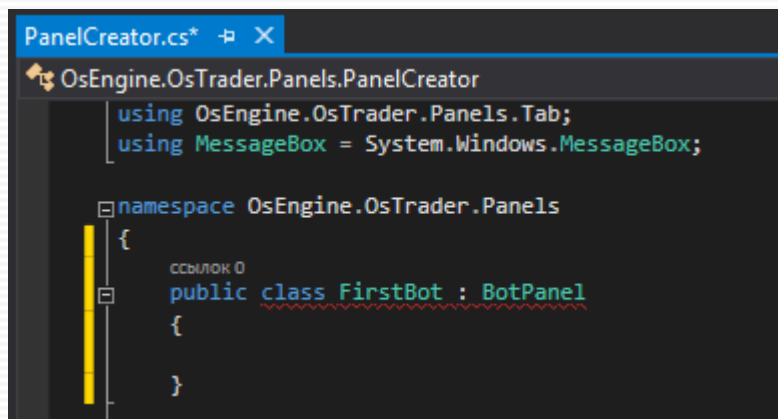 PanelCreator.cs*
OsEngine.OsTrader.Panels.PanelCreator
using OsEngine.OsTrader.Panels.Tab;
using MessageBox = System.Windows.MessageBox;
namespace OsEngine.OsTrader.Panels
{
ссылок 0
public class FirstBot : BotPanel
{
}